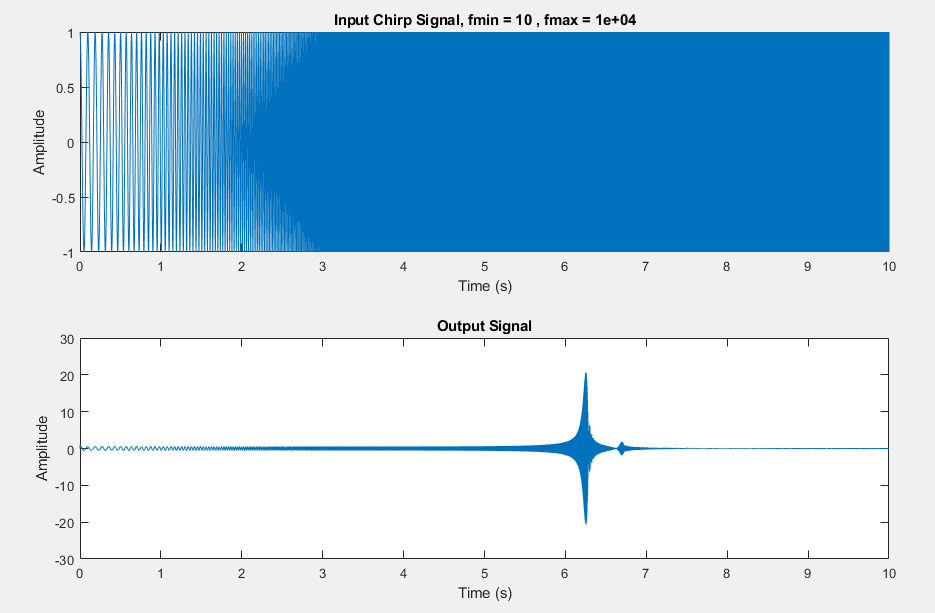 Input Chirp Signal, fmin = 10 , fmax = 1e+04
Amplitude
1
0.5
0
-0.5
-1
0 1 2 3 4 5 6 7 8 9 10
Time (s)
Output Signal
Amplitude
30
20
10
0
-10
-20
-30
0 1 2 3 4 5 6 7 8 9 10
Time (s)